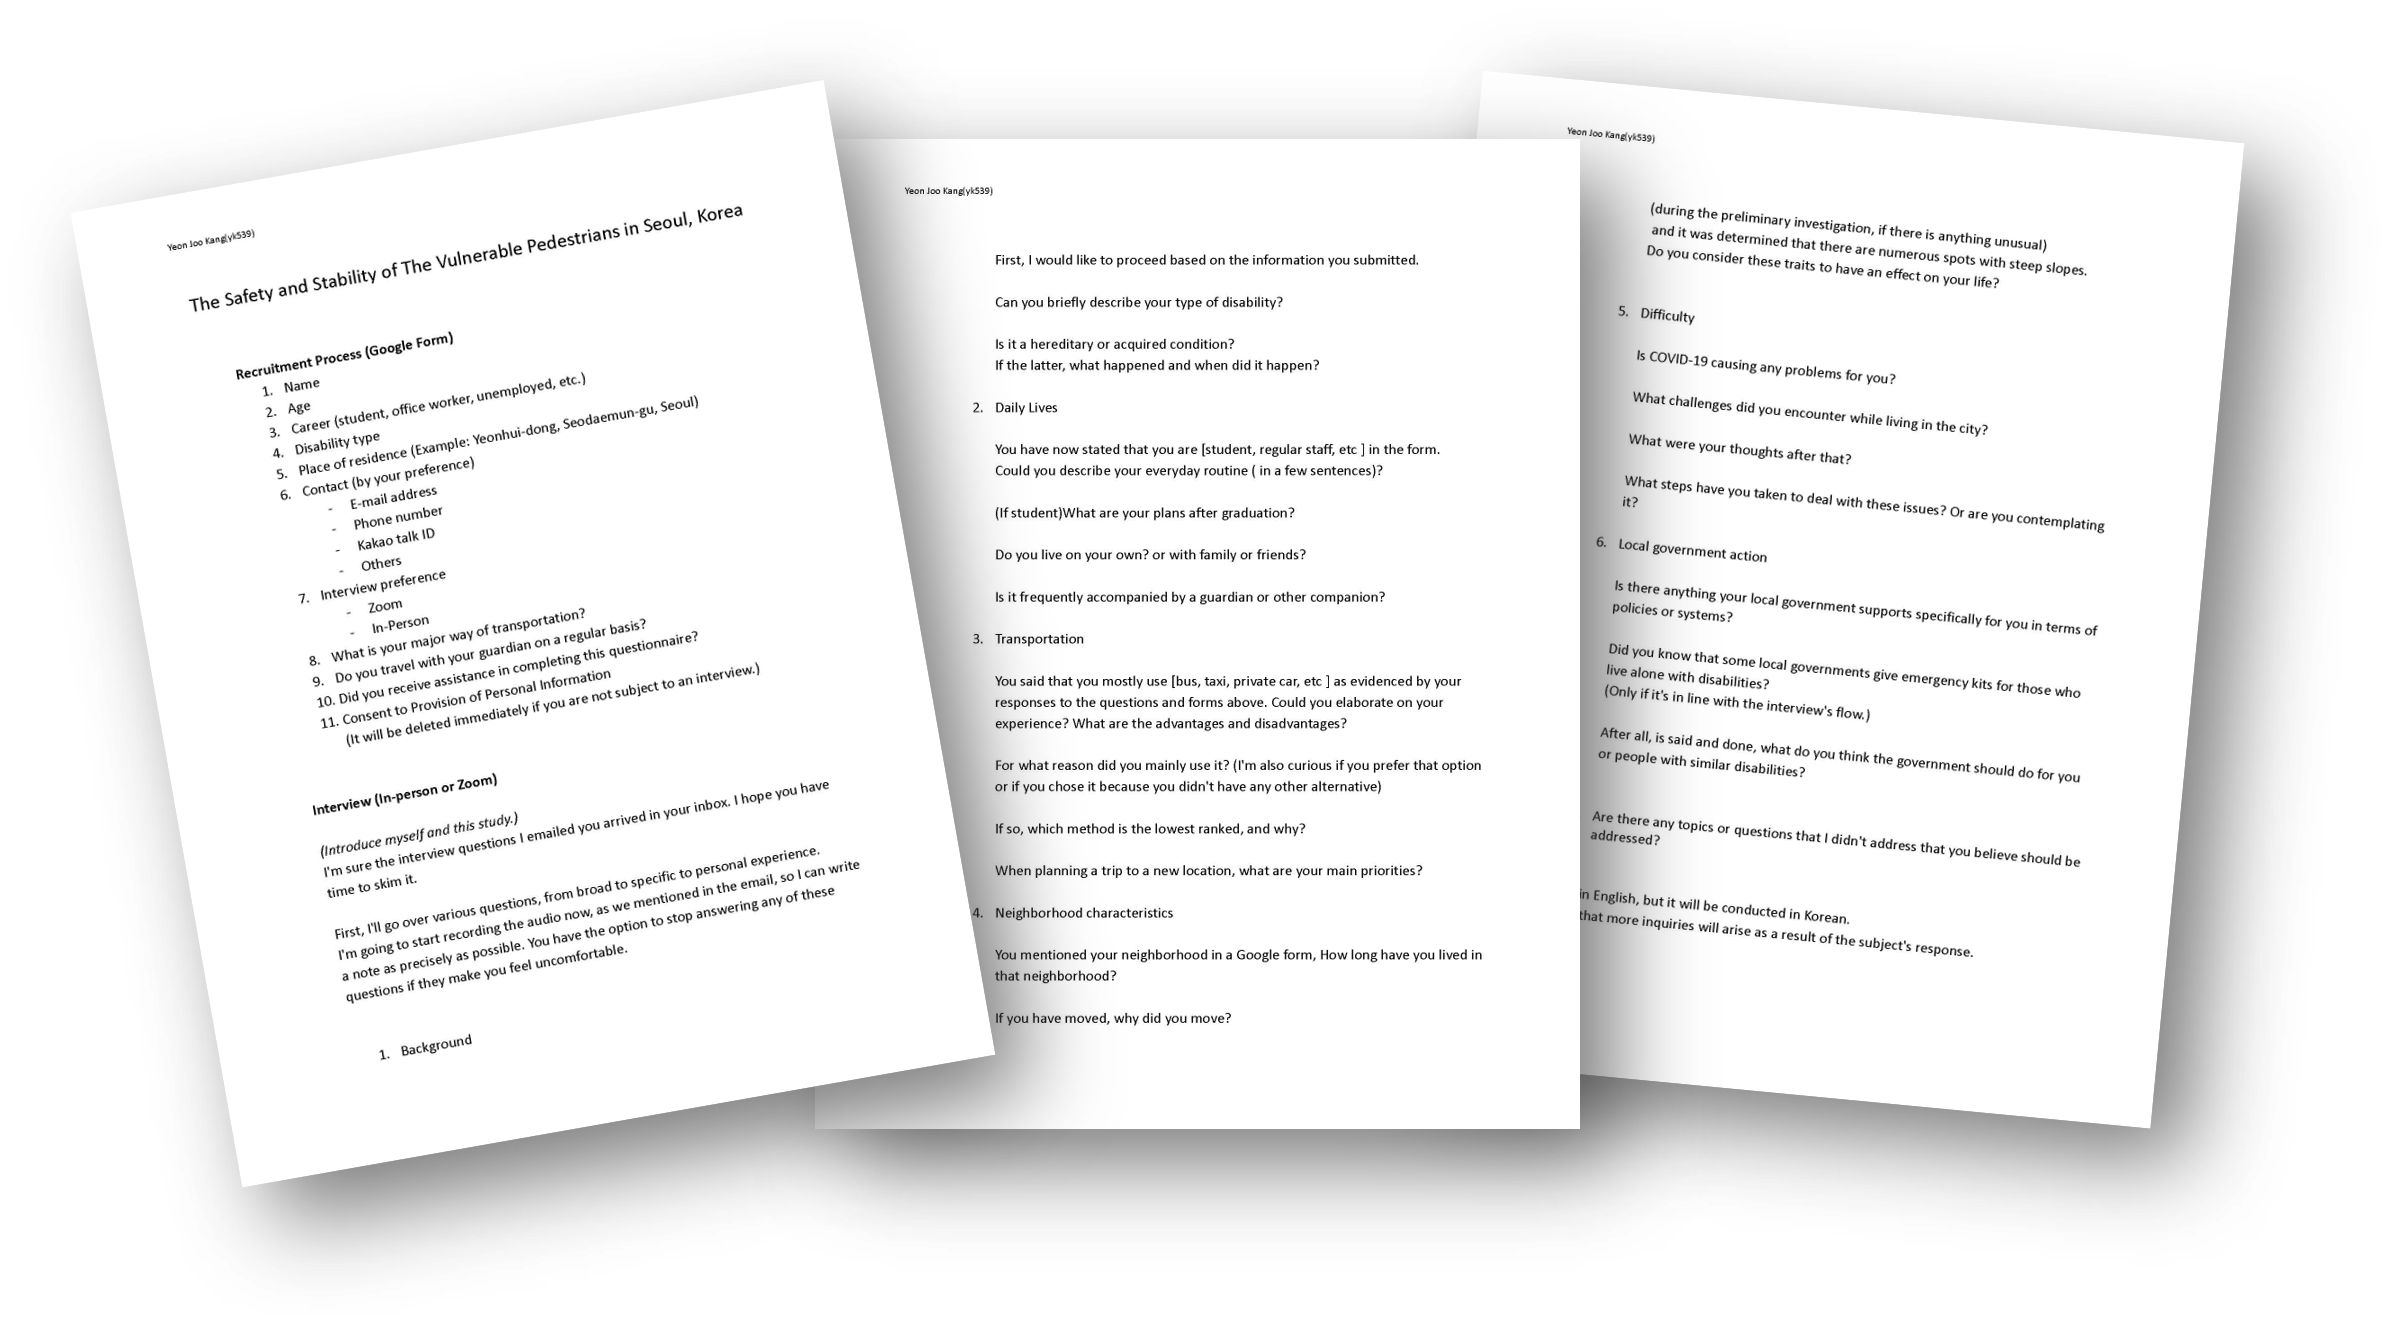 Yeon Joo Kang(yk539)
The Safety and Stability of The Vulnerable Pedestrians in Seoul, Korea
Recruitment Process (Google Form)
1. Name
2. Age
3. Career (student, office worker, unemployed, etc.)
4. Disability type
5. Place of residence (Example: Yeonhui-dong, Seodaemun-gu, Seoul)
6. Contact (by your preference)
- E-mail address
- Phone number
- Kakao talk ID
- Others
7. Interview preference
- Zoom
- In-Person
8. What is your major way of transportation?
9. Do you travel with your guardian on a regular basis?
10. Did you receive assistance in completing this questionnaire?
11. Consent to Provision of Personal Information
(It will be deleted immediately if you are not subject to an interview.)
Interview (In-person or Zoom)
(Introduce myself and this study.)
I'm sure the interview questions I emailed you arrived in your inbox. I hope you have
time to skim it.
First, I'll go over various questions, from broad to specific to personal experience.
I'm going to start recording the audio now, as we mentioned in the email, so I can write
a note as precisely as possible. You have the option to stop answering any of these
questions if they make you feel uncomfortable.
1. Background
Yeon Joo Kang(yk539)
First, I would like to proceed based on the information you submitted.
Can you briefly describe your type of disability?
Is it a hereditary or acquired condition?
If the latter, what happened and when did it happen?
2. Daily Lives
You have now stated that you are [student, regular staff, etc ] in the form.
Could you describe your everyday routine ( in a few sentences)?
(If student)What are your plans after graduation?
Do you live on your own? or with family or friends?
Is it frequently accompanied by a guardian or other companion?
3. Transportation
You said that you mostly use [bus, taxi, private car, etc ] as evidenced by your
responses to the questions and forms above. Could you elaborate on your
experience? What are the advantages and disadvantages?
For what reason did you mainly use it? (I'm also curious if you prefer that option
or if you chose it because you didn't have any other alternative)
If so, which method is the lowest ranked, and why?
When planning a trip to a new location, what are your main priorities?
4. Neighborhood characteristics
You mentioned your neighborhood in a Google form, How long have you lived in
that neighborhood?
If you have moved, why did you move?
Yeon Joo Kang(yk539)
(during the preliminary investigation, if there is anything unusual)
and it was determined that there are numerous spots with steep slopes.
Do you consider these traits to have an effect on your life?
5. Difficulty
Is COVID-19 causing any problems for you?
What challenges did you encounter while living in the city?
What were your thoughts after that?
What steps have you taken to deal with these issues? Or are you contemplating
it?
6. Local government action
Is there anything your local government supports specifically for you in terms of
policies or systems?
Did you know that some local governments give emergency kits for those who
live alone with disabilities?
(Only if it's in line with the interview's flow.)
After all, is said and done, what do you think the government should do for you
or people with similar disabilities?
Are there any topics or questions that I didn't address that you believe should be
addressed?
in English, but it will be conducted in Korean.
that more inquiries will arise as a result of the subject's response.